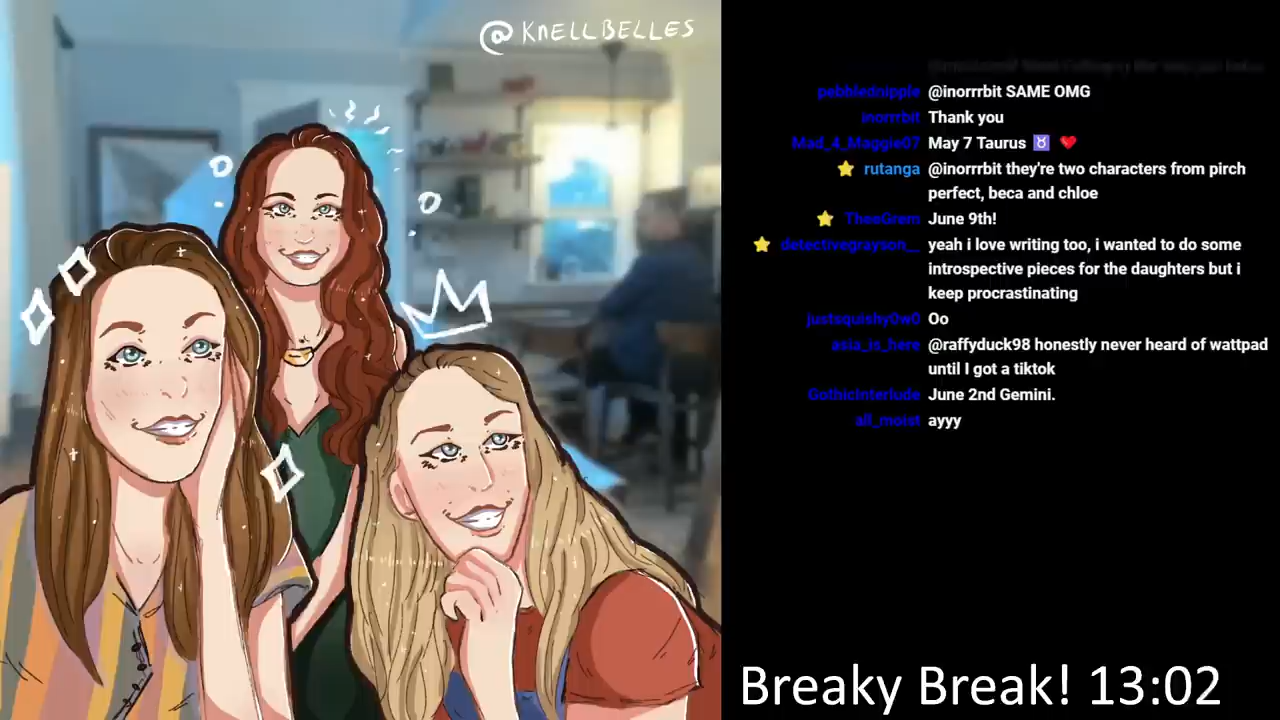 @KNELLBELLES
pebblednipple @inorrrbit SAME OMG
inorrrbit Thank you
Mad_4_Maggie07 May 7 Taurus ♉ ❤️
⭐ rutanga @inorrrbit they're two characters from pirch
perfect, beca and chloe
⭐ TheeGrem June 9th!
⭐ detectivegrayson__ yeah i love writing too, i wanted to do some
introspective pieces for the daughters but i
keep procrastinating
justsquishy0w0 Oo
asia_is_here @raffyduck98 honestly never heard of wattpad
until I got a tiktok
GothicInterlude June 2nd Gemini.
all_moist ayyy
Breaky Break! 13:02